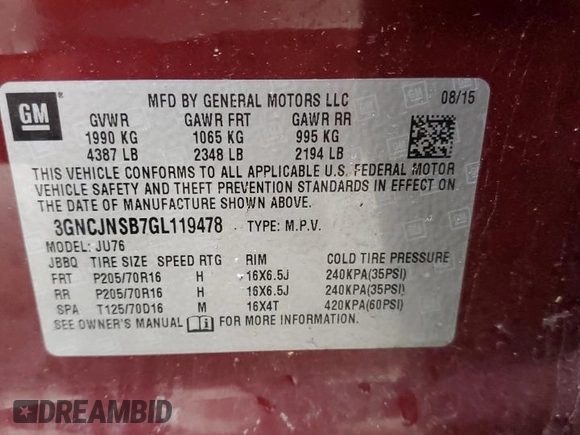 GM ®
MFD BY GENERAL MOTORS LLC 08/15
GVWR GAWR FRT GAWR RR
1990 KG 1065 KG 995 KG
4387 LB 2348 LB 2194 LB
THIS VEHICLE CONFORMS TO ALL APPLICABLE U.S. FEDERAL MOTOR
VEHICLE SAFETY AND THEFT PREVENTION STANDARDS IN EFFECT ON
THE DATE OF MANUFACTURE SHOWN ABOVE.
3GNCJNSB7GL119478 TYPE: M.P.V.
MODEL: JU76
JBBQ TIRE SIZE SPEED RTG RIM COLD TIRE PRESSURE
FRT P205/70R16 H 16X6.5J 240KPA(35PSI)
RR P205/70R16 H 16X6.5J 240KPA(35PSI)
SPA T125/70D16 M 16X4T 420KPA(60PSI)
SEE OWNER'S MANUAL FOR MORE INFORMATION.
DREAMBID